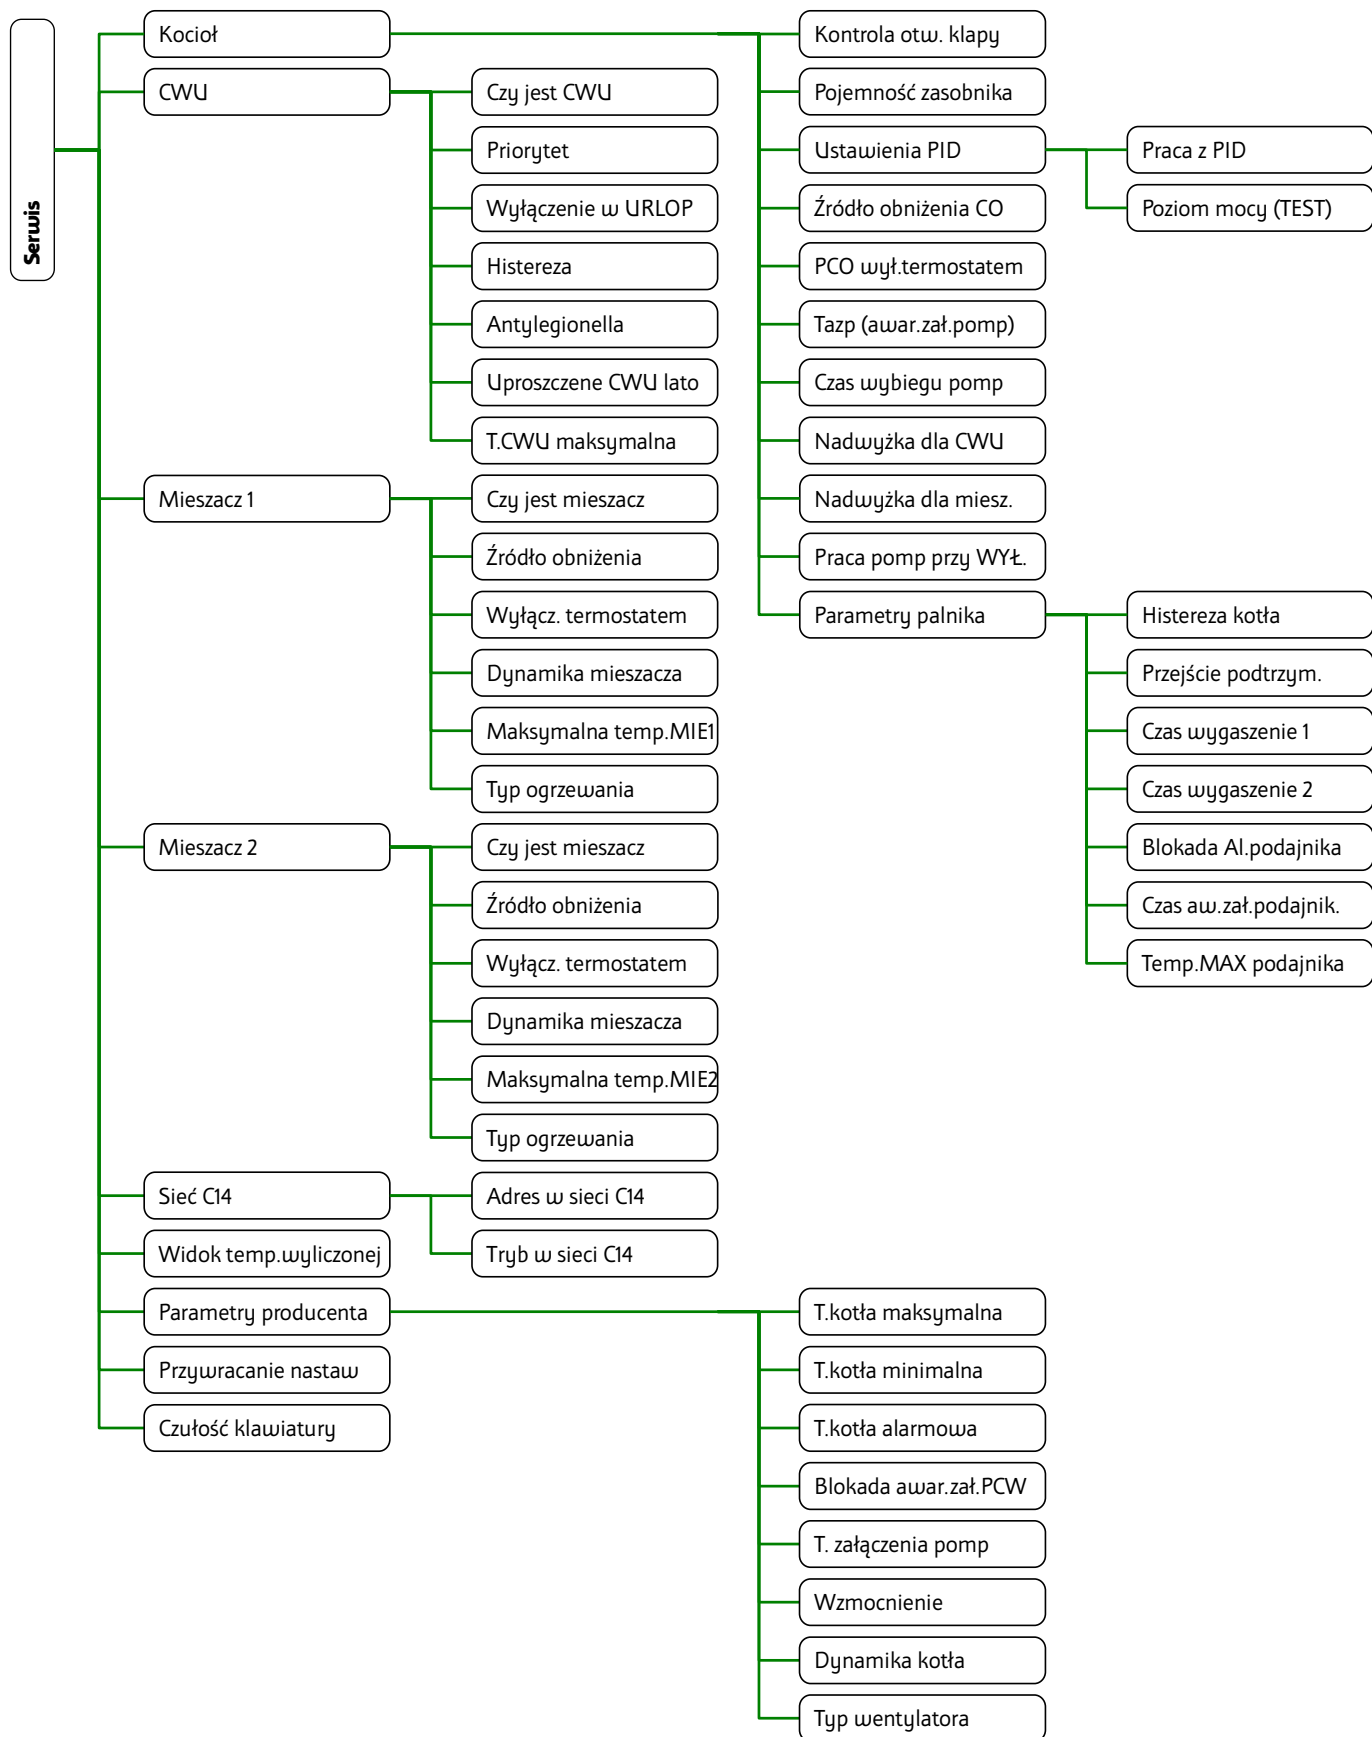 Serwis
Kocioł
Kontrola otw. klapy
Pojemność zasobnika
Ustawienia PID
Praca z PID
Poziom mocy (TEST)
Źródło obniżenia CO
PCO wył.termostatem
Tazp (awar.zał.pomp)
Czas wybiegu pomp
Nadwyżka dla CWU
Nadwyżka dla miesz.
Praca pomp przy WYŁ.
Parametry palnika
Histereza kotła
Przejście podtrzym.
Czas wygaszenie 1
Czas wygaszenie 2
Blokada Al.podajnika
Czas aw.zał.podajnik.
Temp.MAX podajnika
CWU
Czy jest CWU
Priorytet
Wyłączenie w URLOP
Histereza
Antylegionella
Uproszczene CWU lato
T.CWU maksymalna
Mieszacz 1
Czy jest mieszacz
Źródło obniżenia
Wyłącz. termostatem
Dynamika mieszacza
Maksymalna temp.MIE1
Typ ogrzewania
Mieszacz 2
Czy jest mieszacz
Źródło obniżenia
Wyłącz. termostatem
Dynamika mieszacza
Maksymalna temp.MIE2
Typ ogrzewania
Sieć C14
Adres w sieci C14
Tryb w sieci C14
Widok temp.wyliczonej
Parametry producenta
T.kotła maksymalna
T.kotła minimalna
T.kotła alarmowa
Blokada awar.zał.PCW
T. załączenia pomp
Wzmocnienie
Dynamika kotła
Typ wentylatora
Przywracanie nastaw
Czułość klawiatury